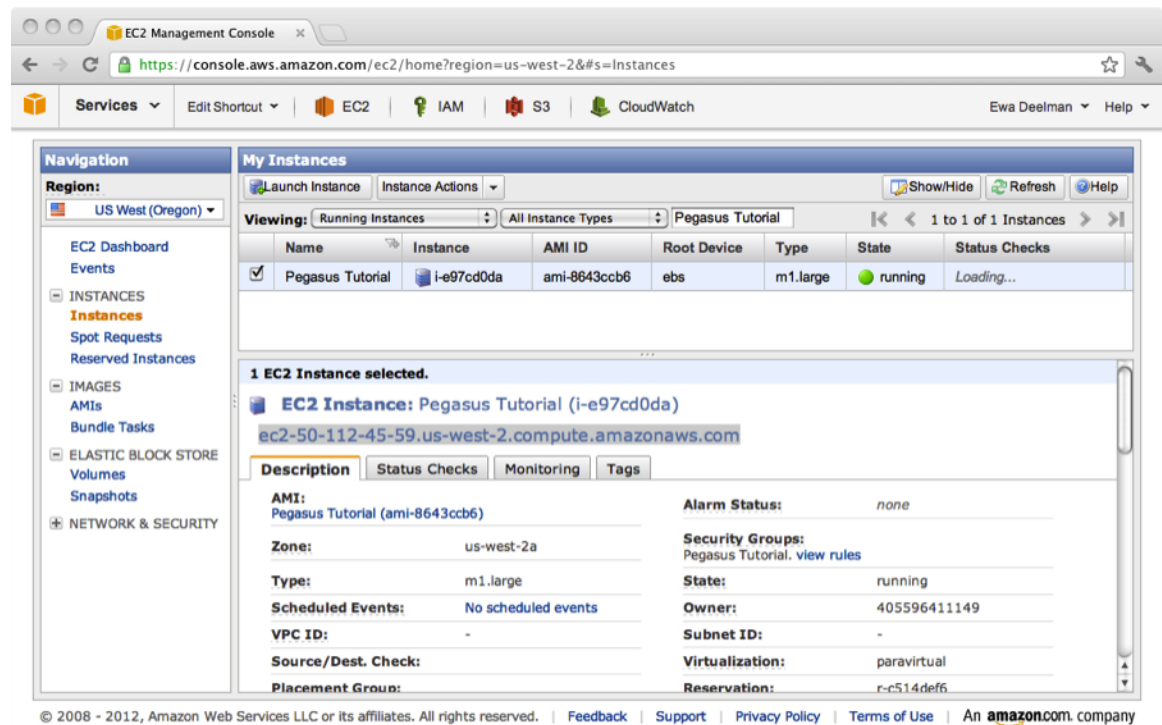 EC2 Management Console
https://console.aws.amazon.com/ec2/home?region=us-west-2&#s=Instances
Services Edit Shortcut EC2 IAM S3 CloudWatch Ewa Deelman Help
Navigation
Region:
US West (Oregon)
EC2 Dashboard
Events
INSTANCES
Instances
Spot Requests
Reserved Instances
IMAGES
AMIs
Bundle Tasks
ELASTIC BLOCK STORE
Volumes
Snapshots
NETWORK & SECURITY
My Instances
Launch Instance Instance Actions Show/Hide Refresh Help
Viewing: Running Instances All Instance Types Pegasus Tutorial 1 to 1 of 1 Instances
Name Instance AMI ID Root Device Type State Status Checks
Pegasus Tutorial i-e97cd0da ami-8643ccb6 ebs m1.large running Loading...
1 EC2 Instance selected.
EC2 Instance: Pegasus Tutorial (i-e97cd0da)
ec2-50-112-45-59.us-west-2.compute.amazonaws.com
Description Status Checks Monitoring Tags
AMI:
Pegasus Tutorial (ami-8643ccb6)
Alarm Status: none
Zone: us-west-2a
Security Groups:
Pegasus Tutorial. view rules
Type: m1.large
State: running
Scheduled Events: No scheduled events
Owner: 405596411149
VPC ID: -
Subnet ID: -
Source/Dest. Check:
Virtualization: paravirtual
Placement Group:
Reservation: r-c514def6
© 2008 - 2012, Amazon Web Services LLC or its affiliates. All rights reserved. | Feedback | Support | Privacy Policy | Terms of Use | An amazon.com. company